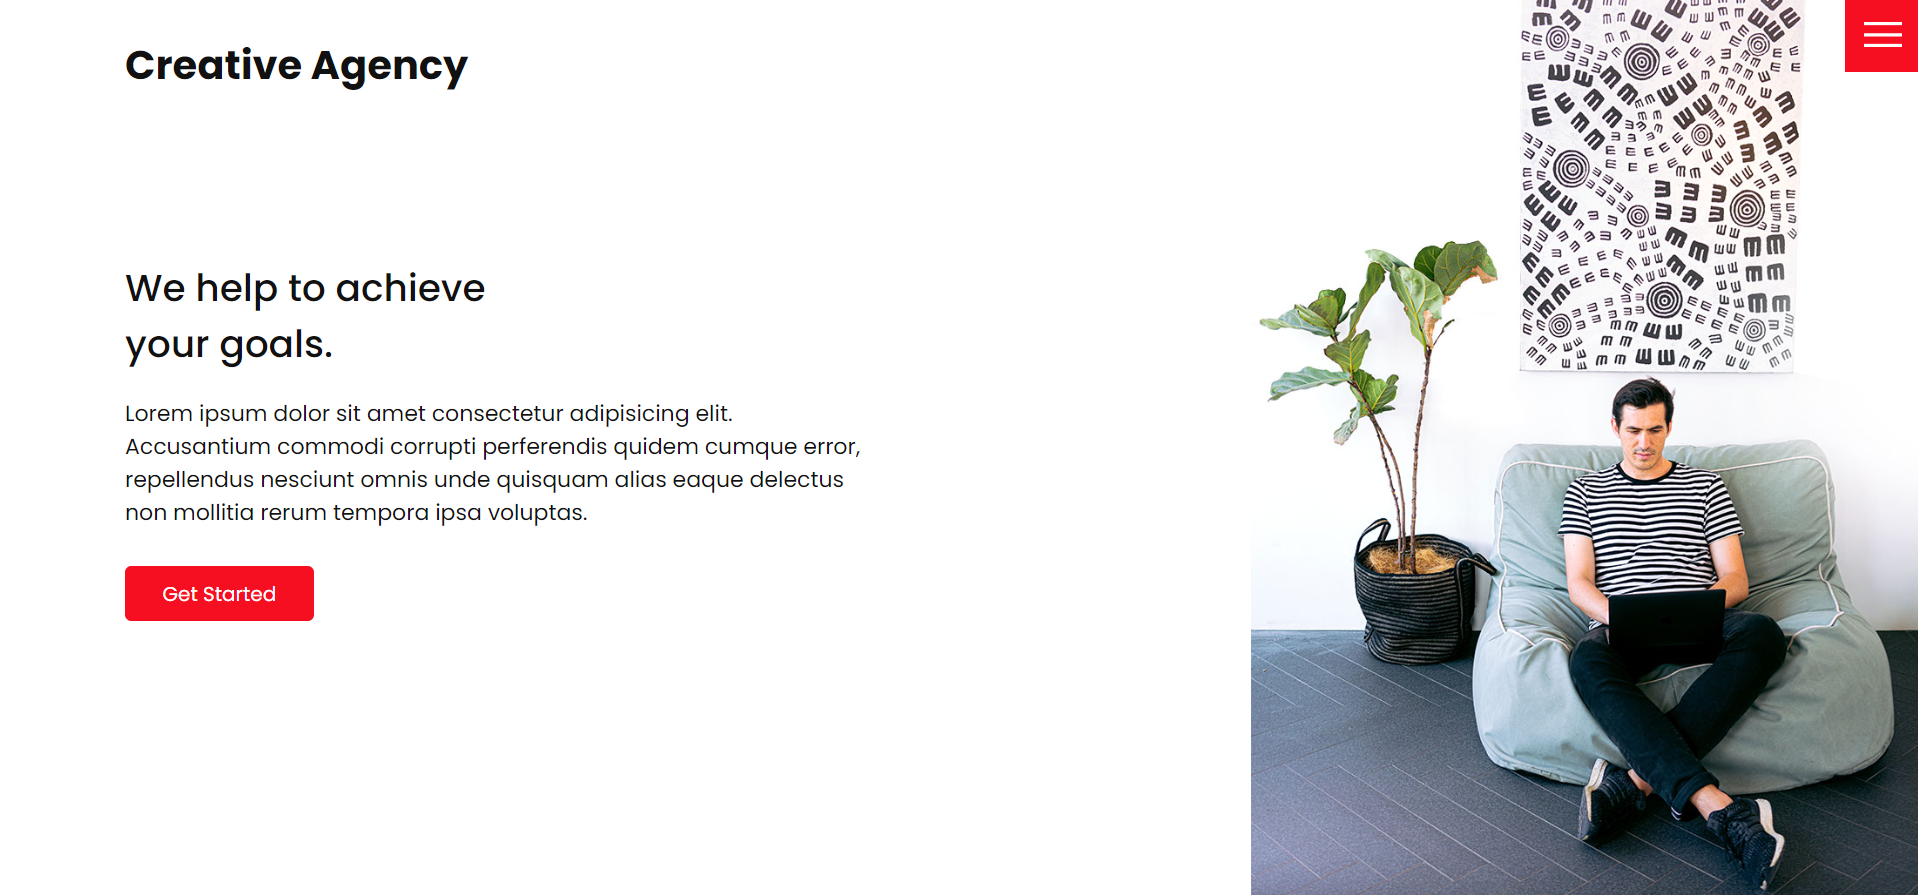 Creative Agency
We help to achieve
your goals.
Lorem ipsum dolor sit amet consectetur adipisicing elit.
Accusantium commodi corrupti perferendis quidem cumque error,
repellendus nesciunt omnis unde quisquam alias eaque delectus
non mollitia rerum tempora ipsa voluptas.
Get Started